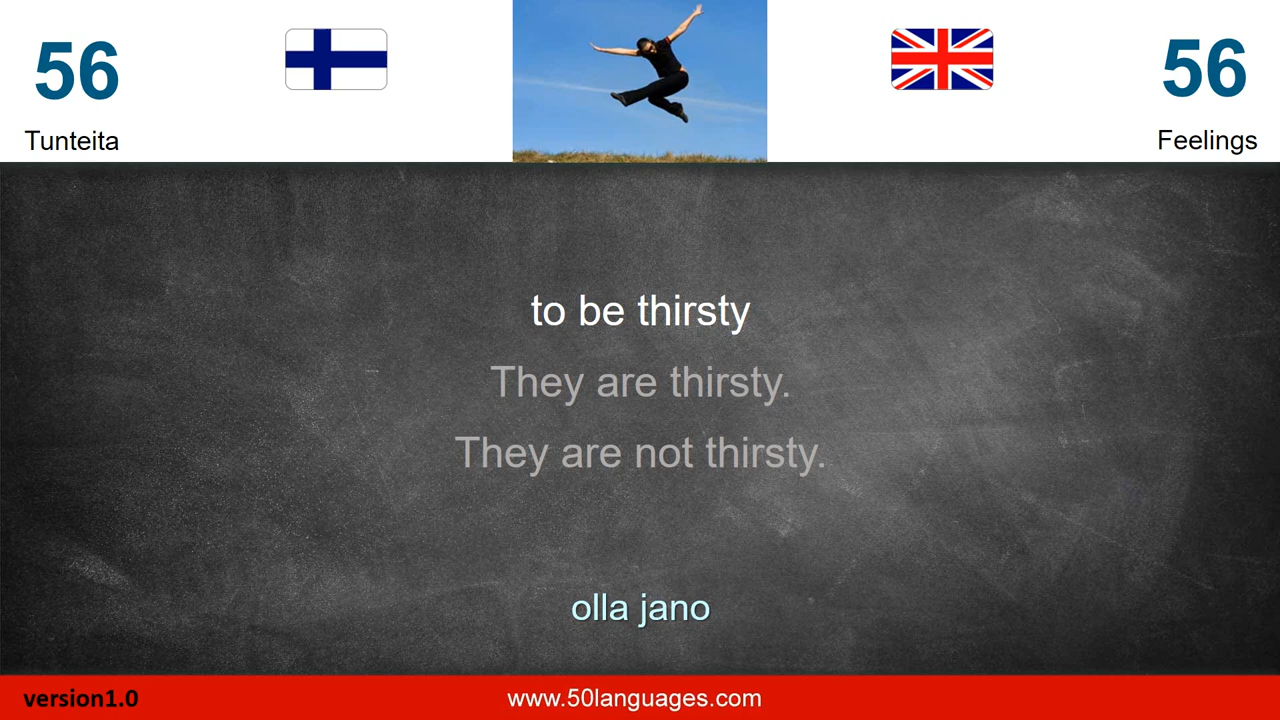 56
56
Tunteita
Feelings
to be thirsty
They are thirsty.
They are not thirsty.
olla jano
version1.0
www.50languages.com